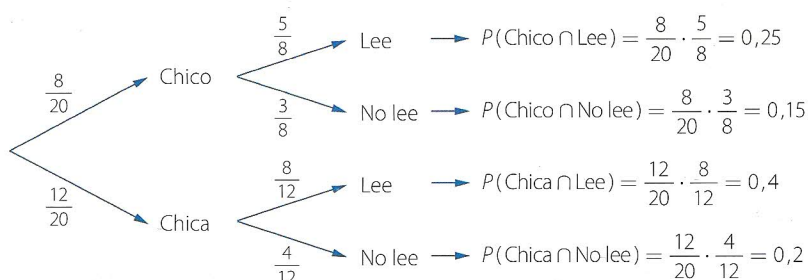 5/8 Lee → P(Chico ∩ Lee) = 8/20 · 5/8 = 0,25
8/20 Chico
3/8 No lee → P(Chico ∩ No lee) = 8/20 · 3/8 = 0,15
8/12 Lee → P(Chica ∩ Lee) = 12/20 · 8/12 = 0,4
12/20 Chica
4/12 No lee → P(Chica ∩ No lee) = 12/20 · 4/12 = 0,2